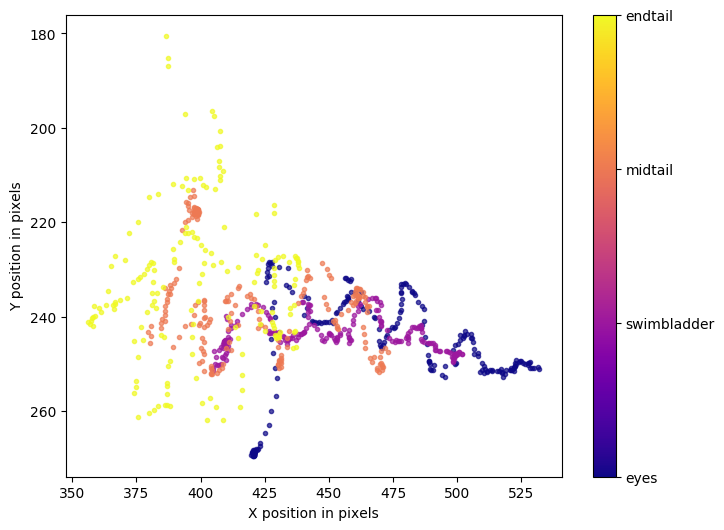 180
200
220
240
260
Y position in pixels
350
375
400
425
450
475
500
525
X position in pixels
endtail
midtail
swimbladder
eyes